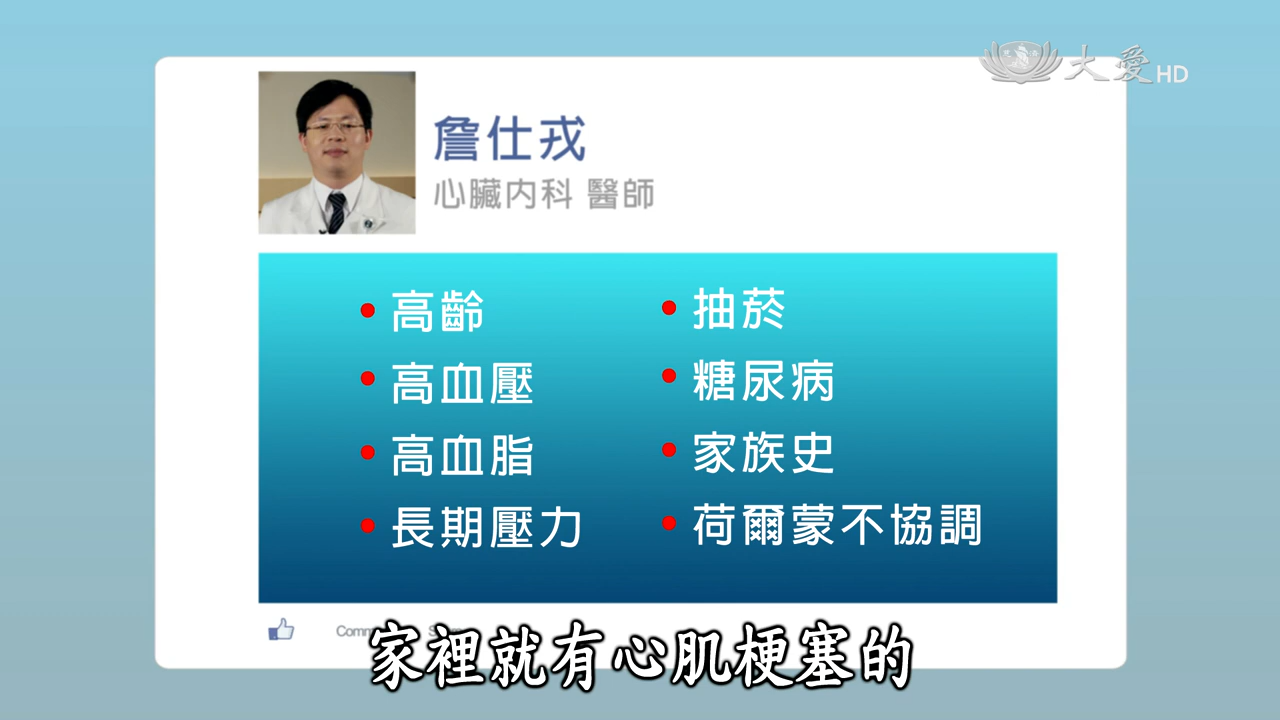 大愛HD
詹仕戎
心臟內科 醫師
高齡
高血壓
高血脂
長期壓力
抽菸
糖尿病
家族史
荷爾蒙不協調
家裡就有心肌梗塞的